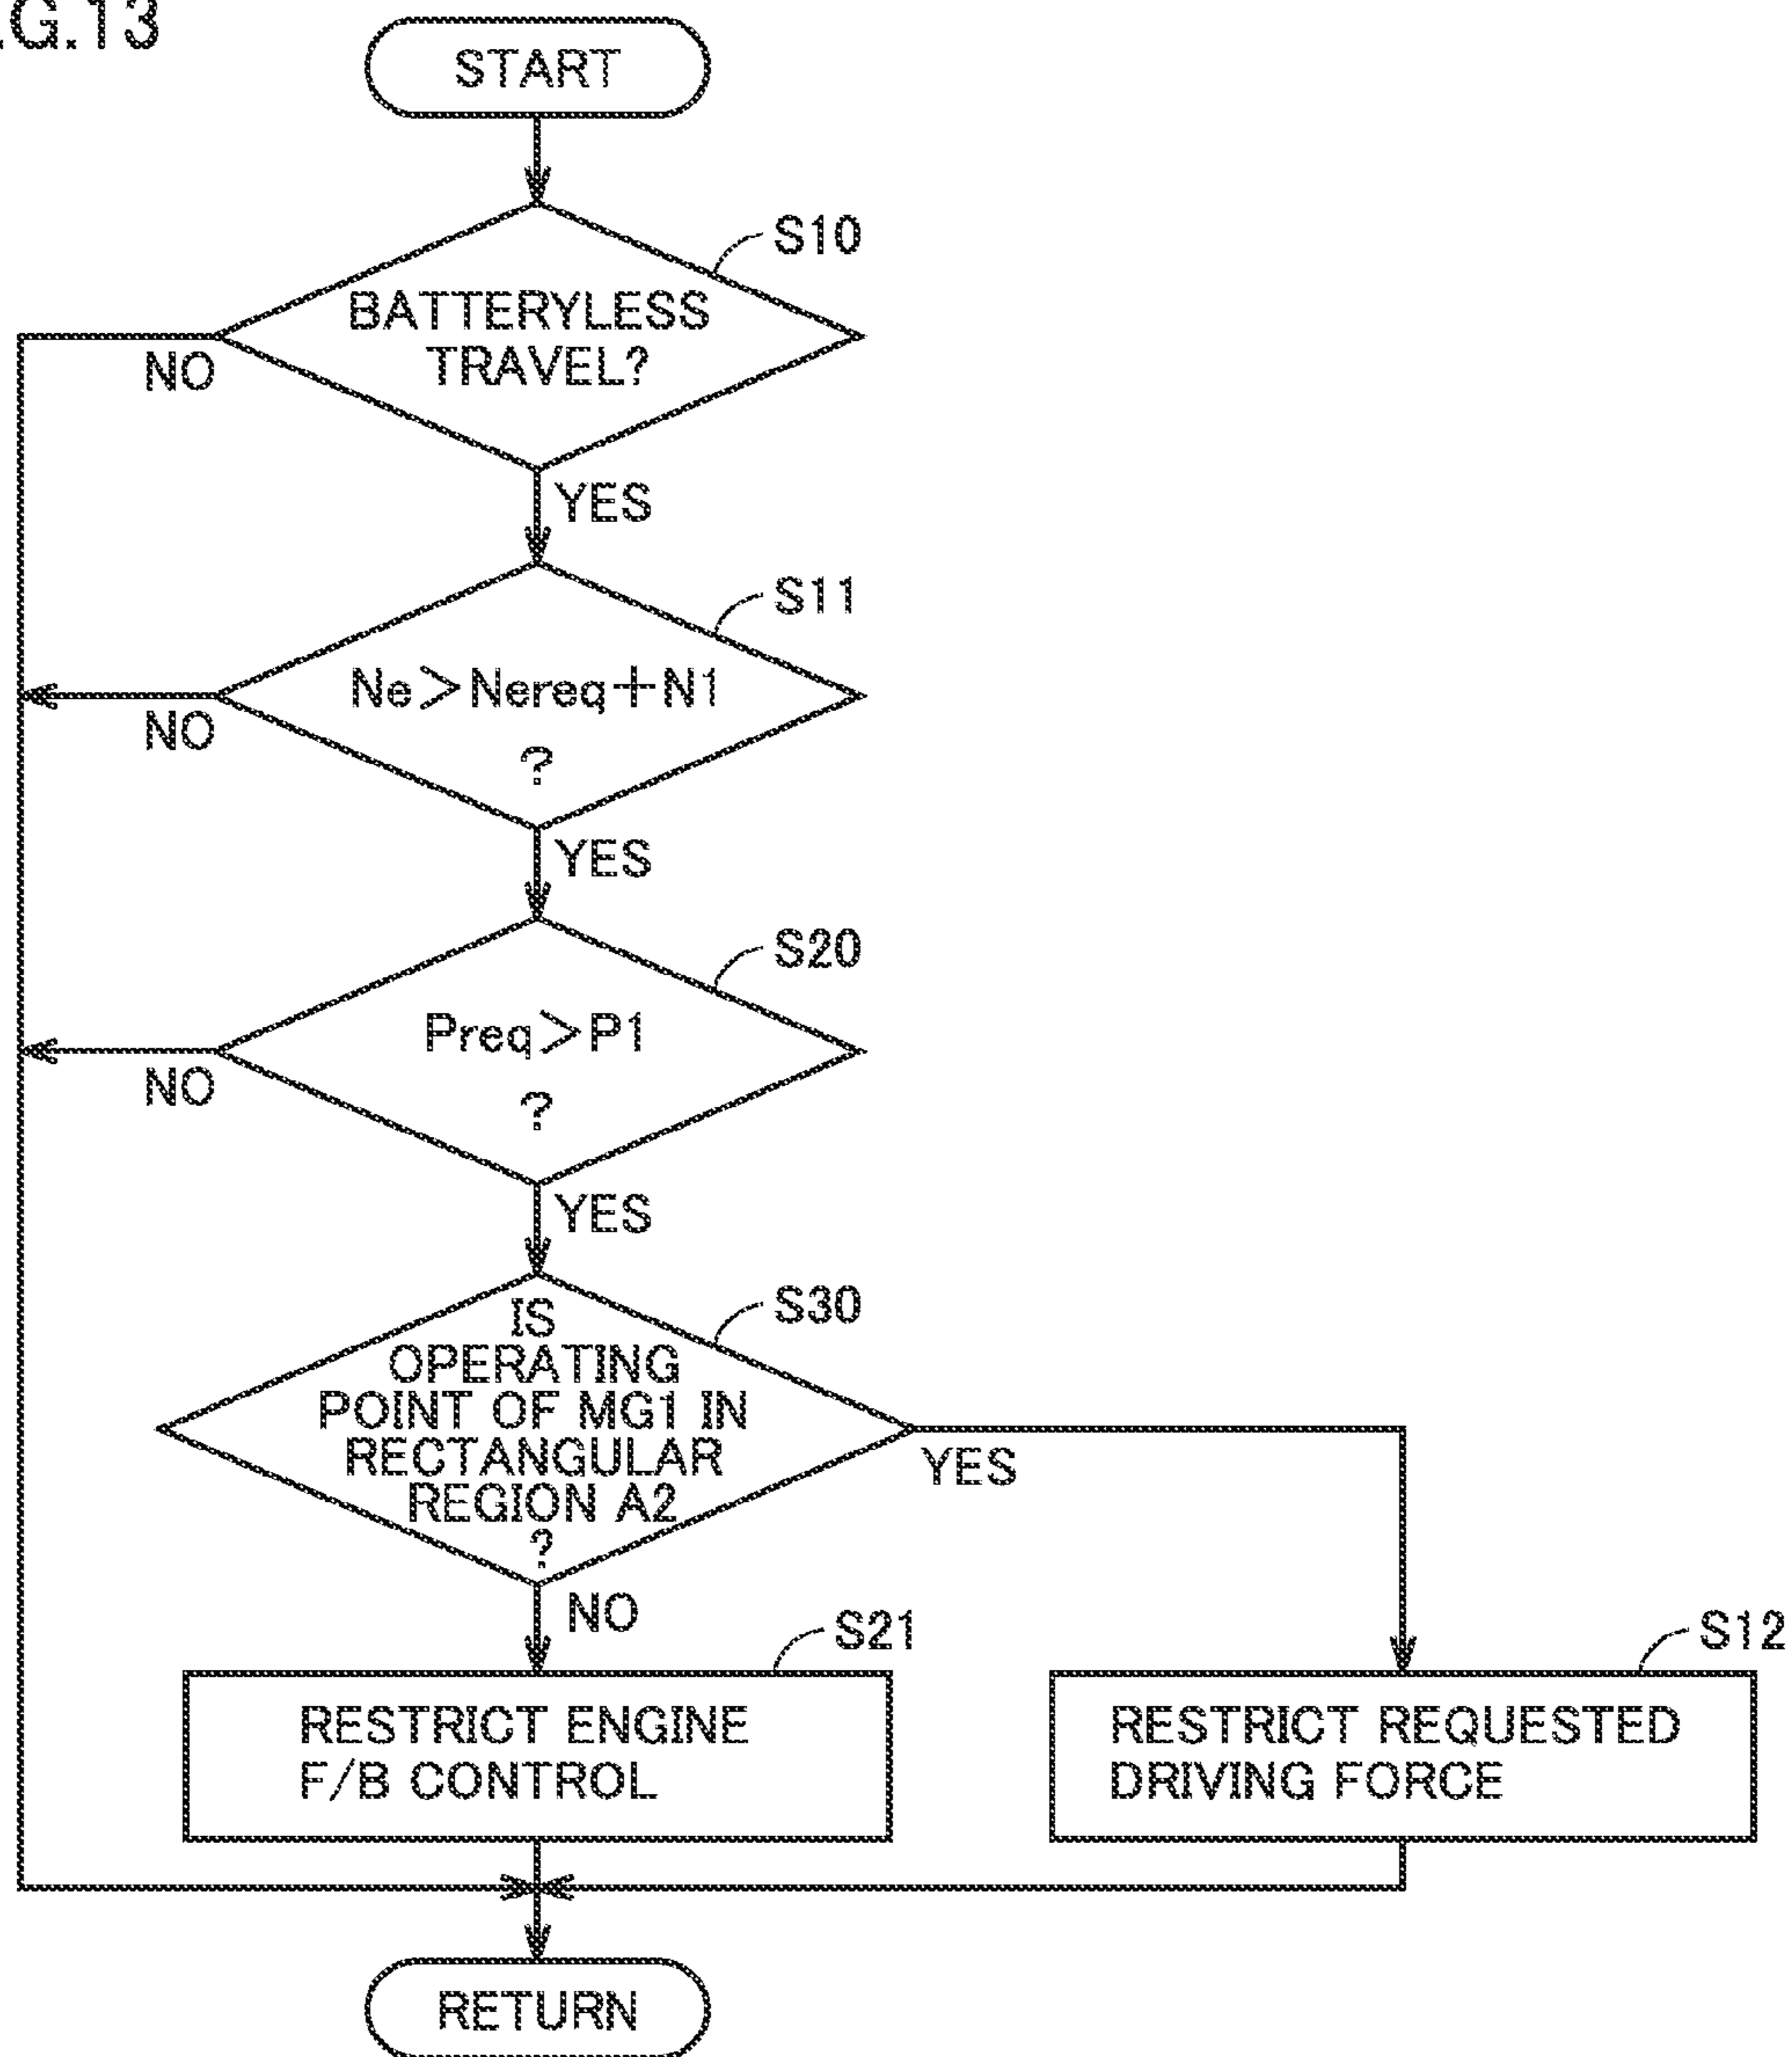 .G.13
START
S10
BATTERYLESS
TRAVEL?
NO
YES
S11
Ne>Nereq+N1
?
NO
YES
S20
Preq>P1
?
NO
YES
S30
IS
OPERATING
POINT OF MG1 IN
RECTANGULAR
REGION A2
?
YES
NO
S21
S12
RESTRICT ENGINE
F/B CONTROL
RESTRICT REQUESTED
DRIVING FORCE
RETURN